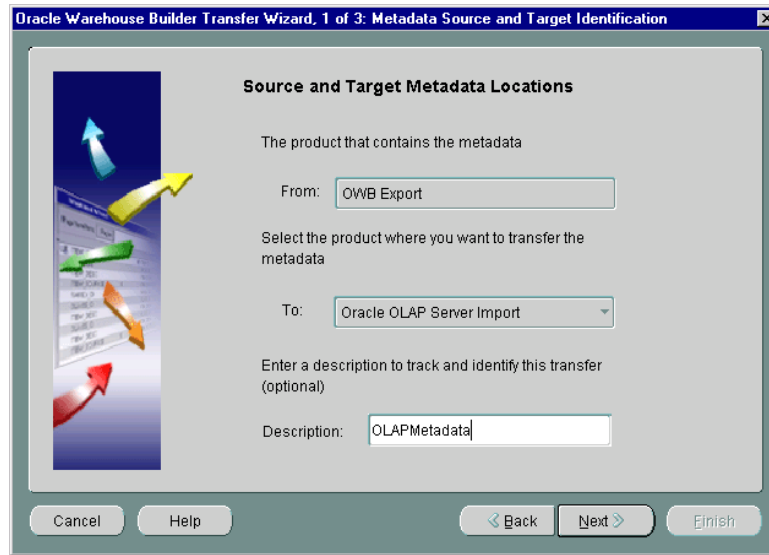 Oracle Warehouse Builder Transfer Wizard, 1 of 3: Metadata Source and Target Identification
Source and Target Metadata Locations
The product that contains the metadata
From: OWB Export
Select the product where you want to transfer the
metadata
To: Oracle OLAP Server Import
Enter a description to track and identify this transfer
(optional)
Description: OLAPMetadata
Cancel Help Back Next Finish